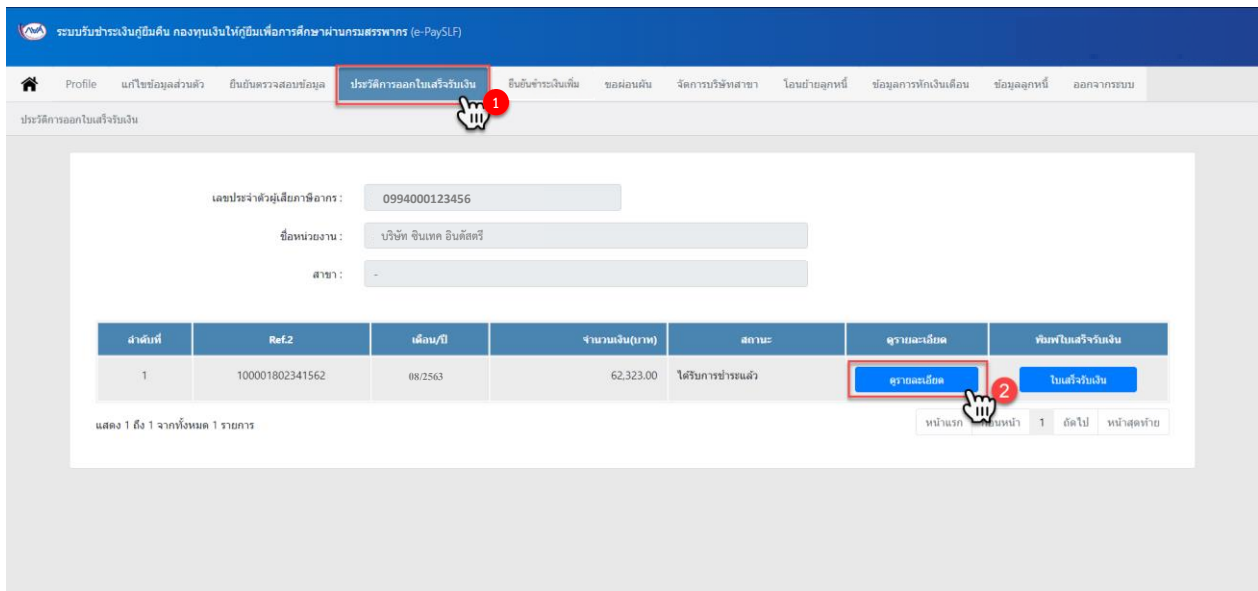 ระบบรับชำระเงินกู้ยืมคืน กองทุนเงินให้กู้ยืมเพื่อการศึกษาผ่านกรมสรรพากร (e-PaySLF)
Profile แก้ไขข้อมูลส่วนตัว ยืนยันตรวจสอบข้อมูล ประวัติการออกใบเสร็จรับเงิน ยืนยันชำระเงินเพิ่ม ขอผ่อนผัน จัดการบริษัทสาขา โอนย้ายลูกหนี้ ข้อมูลการหักเงินเดือน ข้อมูลลูกหนี้ ออกจากระบบ
1
ประวัติการออกใบเสร็จรับเงิน
เลขประจำตัวผู้เสียภาษีอากร : 0994000123456
ชื่อหน่วยงาน : บริษัท ซินเทค อินดัสตรี
สาขา : -
ลำดับที่ Ref.2 เดือน/ปี จำนวนเงิน(บาท) สถานะ ดูรายละเอียด พิมพ์ใบเสร็จรับเงิน
1 100001802341562 08/2563 62,323.00 ได้รับการชำระแล้ว ดูรายละเอียด ใบเสร็จรับเงิน
2
แสดง 1 ถึง 1 จากทั้งหมด 1 รายการ หน้าแรก 1 ถัดไป หน้าสุดท้าย